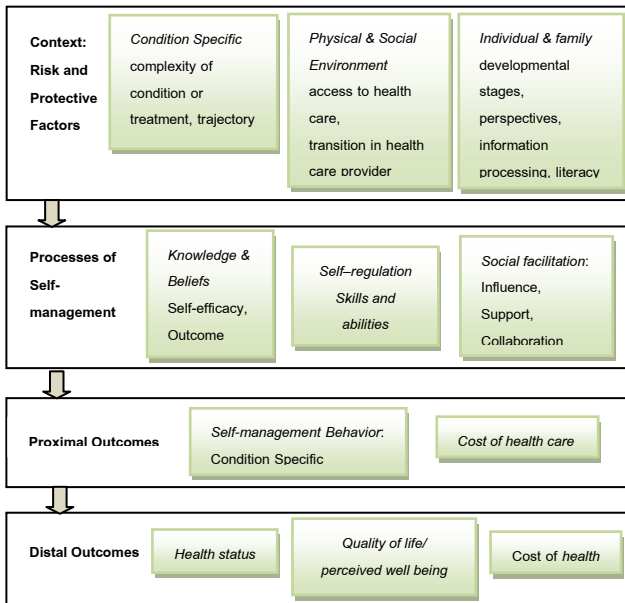 Context:
Risk and
Protective
Factors
Condition Specific
complexity of
condition or
treatment, trajectory
Physical & Social
Environment
access to health
care,
transition in health
care provider
Individual & family
developmental
stages,
perspectives,
information
processing, literacy
Processes of
Self-
management
Knowledge &
Beliefs
Self-efficacy,
Outcome
Self–regulation
Skills and
abilities
Social facilitation:
Influence,
Support,
Collaboration
Proximal Outcomes
Self-management Behavior:
Condition Specific
Cost of health care
Distal Outcomes
Health status
Quality of life/
perceived well being
Cost of health